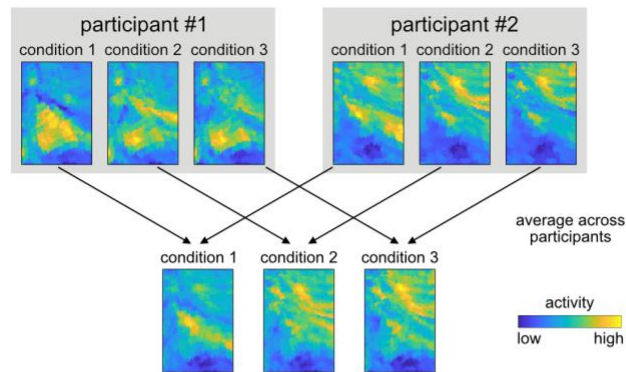 participant #1
participant #2
condition 1 condition 2 condition 3
condition 1 condition 2 condition 3
average across
participants
condition 1 condition 2 condition 3
activity
low high